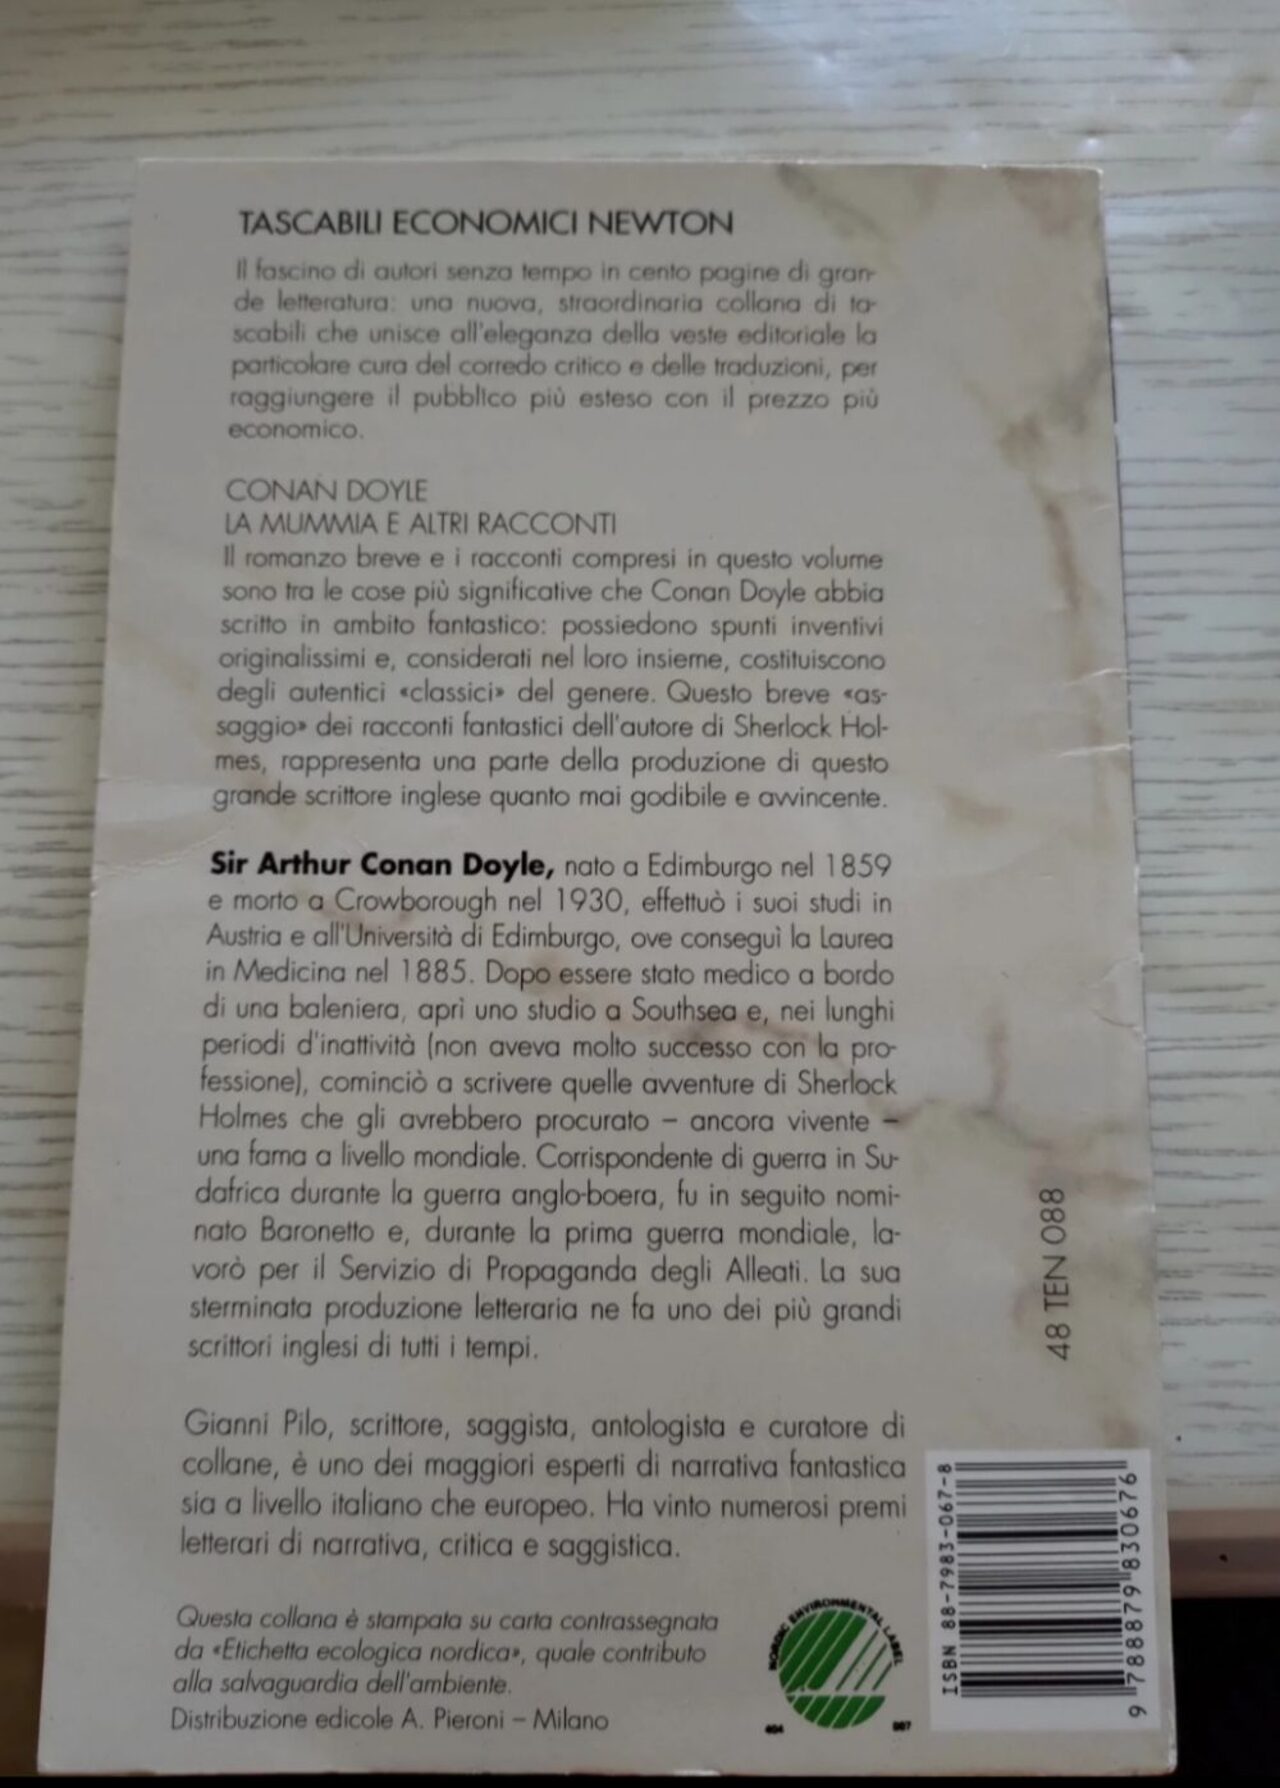 TASCABILI ECONOMICI NEWTON
Il fascino di autori senza tempo in cento pagine di gran-
de letteratura: una nuova, straordinaria collana di ta-
scabili che unisce all'eleganza della veste editoriale la
particolare cura del corredo critico e delle traduzioni, per
raggiungere il pubblico più esteso con il prezzo più
economico.
CONAN DOYLE
LA MUMMIA E ALTRI RACCONTI
Il romanzo breve e i racconti compresi in questo volume
sono tra le cose più significative che Conan Doyle abbia
scritto in ambito fantastico: possiedono spunti inventivi
originalissimi e, considerati nel loro insieme, costituiscono
degli autentici «classici» del genere. Questo breve «as-
saggio» dei racconti fantastici dell'autore di Sherlock Hol-
mes, rappresenta una parte della produzione di questo
grande scrittore inglese quanto mai godibile e avvincente.
Sir Arthur Conan Doyle, nato a Edimburgo nel 1859
e morto a Crowborough nel 1930, effettuò i suoi studi in
Austria e all'Università di Edimburgo, ove conseguì la Laurea
in Medicina nel 1885. Dopo essere stato medico a bordo
di una baleniera, aprì uno studio a Southsea e, nei lunghi
periodi d'inattività (non aveva molto successo con la pro-
fessione), cominciò a scrivere quelle avventure di Sherlock
Holmes che gli avrebbero procurato – ancora vivente –
una fama a livello mondiale. Corrispondente di guerra in Su-
dafrica durante la guerra anglo-boera, fu in seguito nomi-
nato Baronetto e, durante la prima guerra mondiale, la-
vorò per il Servizio di Propaganda degli Alleati. La sua
sterminata produzione letteraria ne fa uno dei più grandi
scrittori inglesi di tutti i tempi.
Gianni Pilo, scrittore, saggista, antologista e curatore di
collane, è uno dei maggiori esperti di narrativa fantastica
sia a livello italiano che europeo. Ha vinto numerosi premi
letterari di narrativa, critica e saggistica.
Questa collana è stampata su carta contrassegnata
da «Etichetta ecologica nordica», quale contributo
alla salvaguardia dell'ambiente.
Distribuzione edicole A. Pieroni – Milano
NORDIC ENVIRONMENTAL LABEL
48 TEN 088
ISBN 88-7983-067-8
9 788879 830676